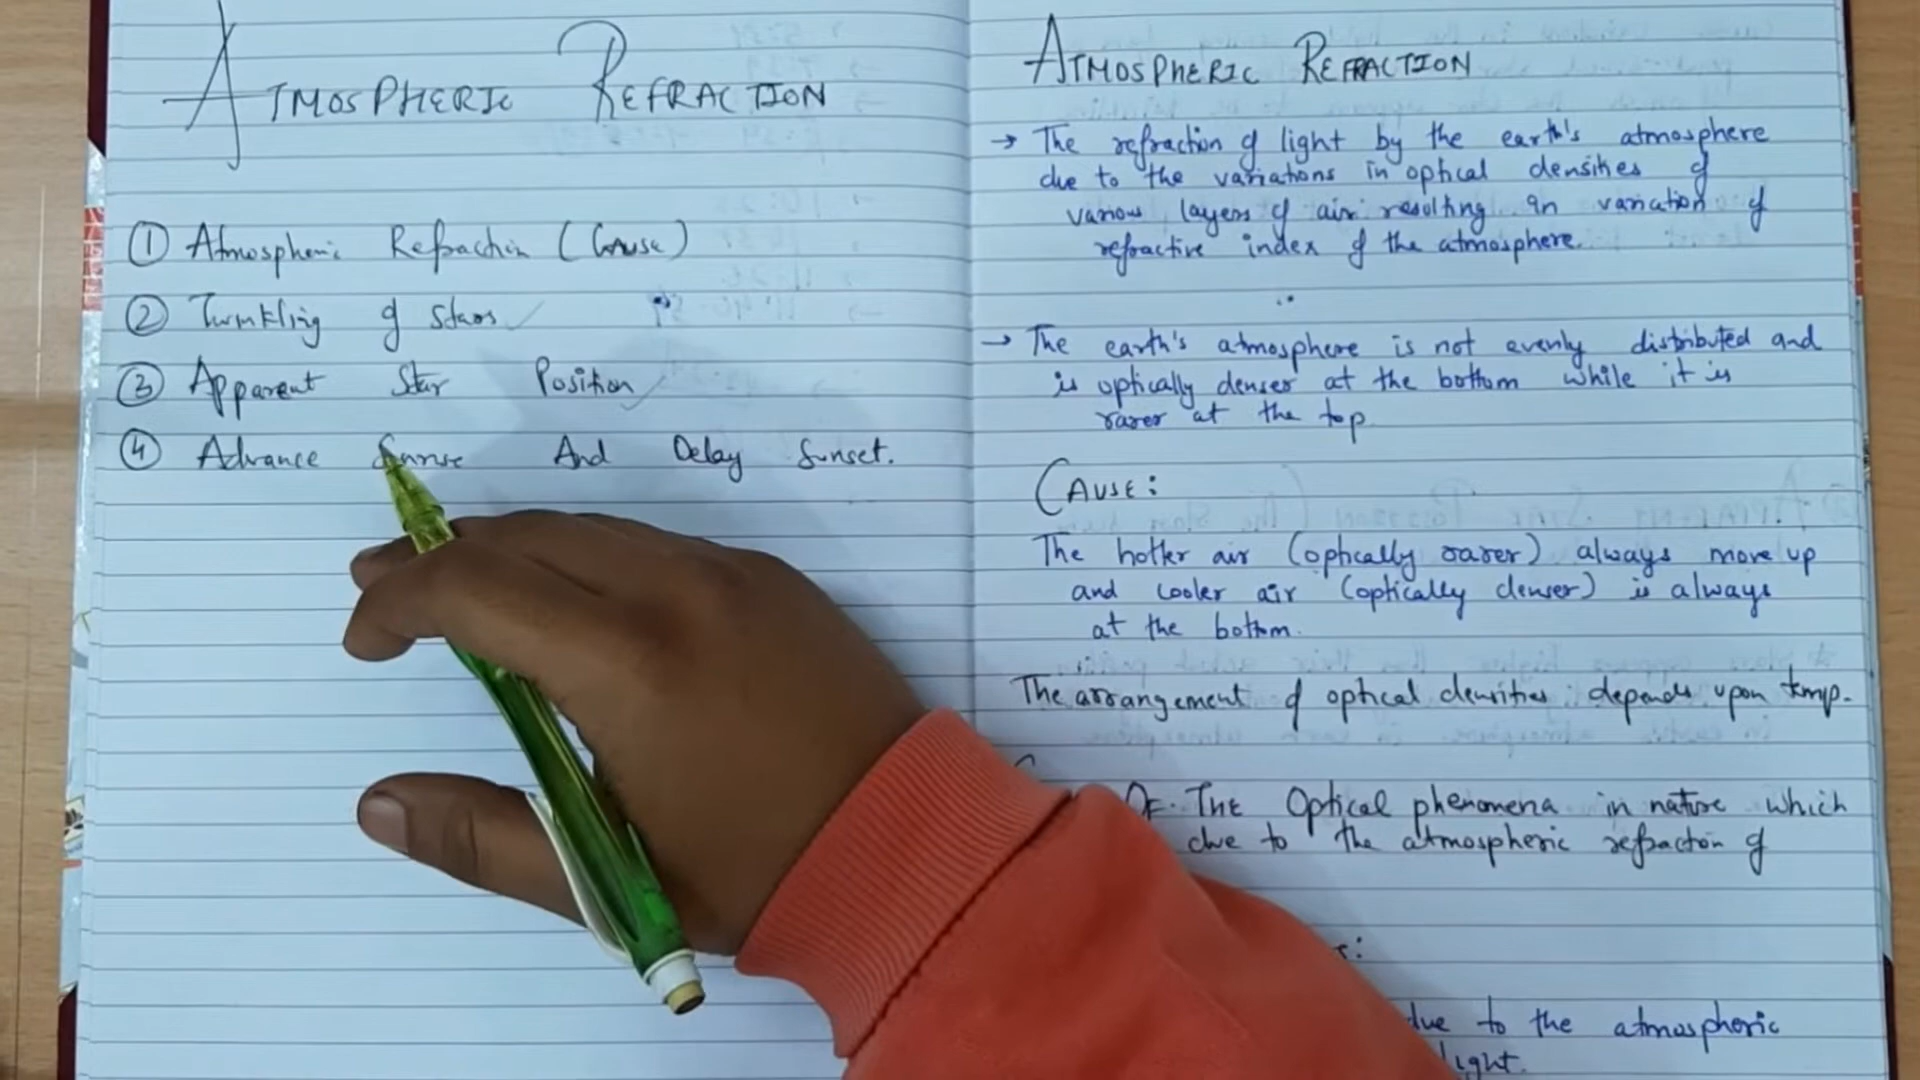 ATMOSPHERIC REFRACTION
① Atmospheric Refraction (Cause)
② Twinkling of Stars ✓
③ Apparent Star Position ✓
④ Advance Sunrise And Delay Sunset.
ATMOSPHERIC REFRACTION
→ The refraction of light by the earth's atmosphere
due to the variations in optical densities of
various layers of air resulting in variation of
refractive index of the atmosphere.
→ The earth's atmosphere is not evenly distributed and
is optically denser at the bottom while it is
rarer at the top
CAUSE:
The hotter air (optically rarer) always move up
and cooler air (optically denser) is always
at the bottom.
The arrangement of optical densities depends upon temp.
OF THE Optical phenomena in nature which
due to the atmospheric refraction of
due to the atmospheric
light.